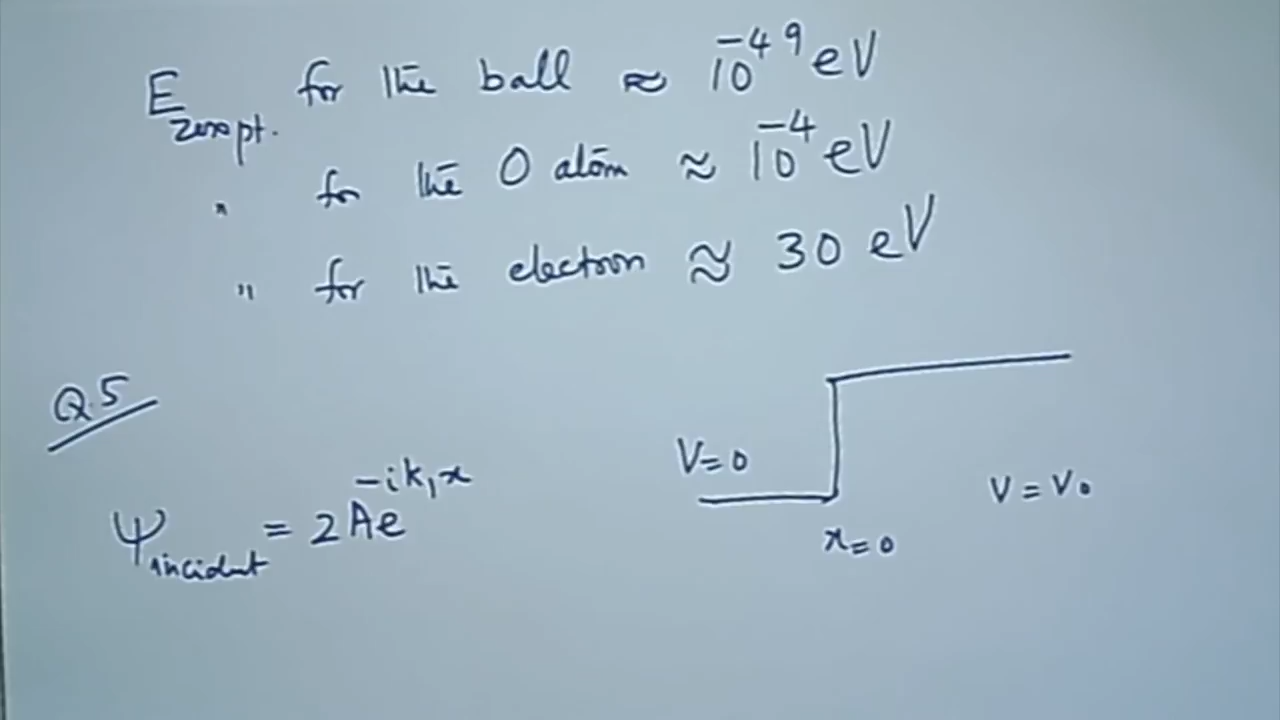 E zero pt. for the ball ≈ 10^-49 eV
" for the O atom ≈ 10^-4 eV
" for the electron ≈ 30 eV
Q.5
V=0
V = V₀
ψ incident = 2Ae^-ik₁x
x=0